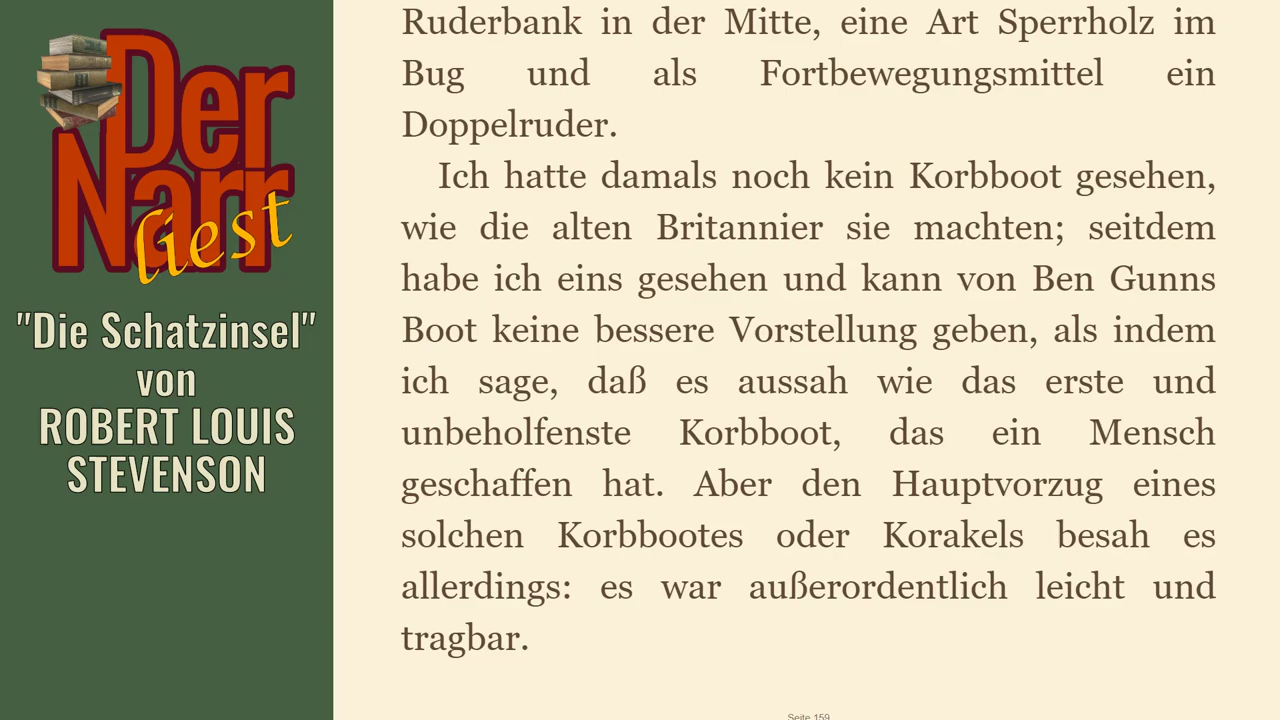 Der
Narr
liest
"Die Schatzinsel"
von
ROBERT LOUIS
STEVENSON
Ruderbank in der Mitte, eine Art Sperrholz im
Bug und als Fortbewegungsmittel ein
Doppelruder.
Ich hatte damals noch kein Korbboot gesehen,
wie die alten Britannier sie machten; seitdem
habe ich eins gesehen und kann von Ben Gunns
Boot keine bessere Vorstellung geben, als indem
ich sage, daß es aussah wie das erste und
unbeholfenste Korbboot, das ein Mensch
geschaffen hat. Aber den Hauptvorzug eines
solchen Korbbootes oder Korakels besah es
allerdings: es war außerordentlich leicht und
tragbar.
Seite 159